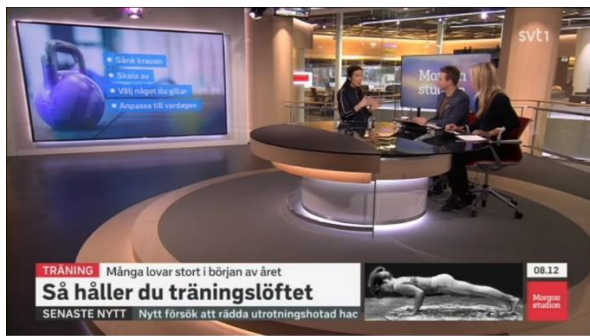 svt1
Sänk kraven
Skala av
Välj något du gillar
Anpassa till vardagen
Morgon
studion
TRÄNING Många lovar stort i början av året
Så håller du träningslöftet
08.12
SENASTE NYTT Nytt försök att rädda utrotningshotad hac
Morgon
studion